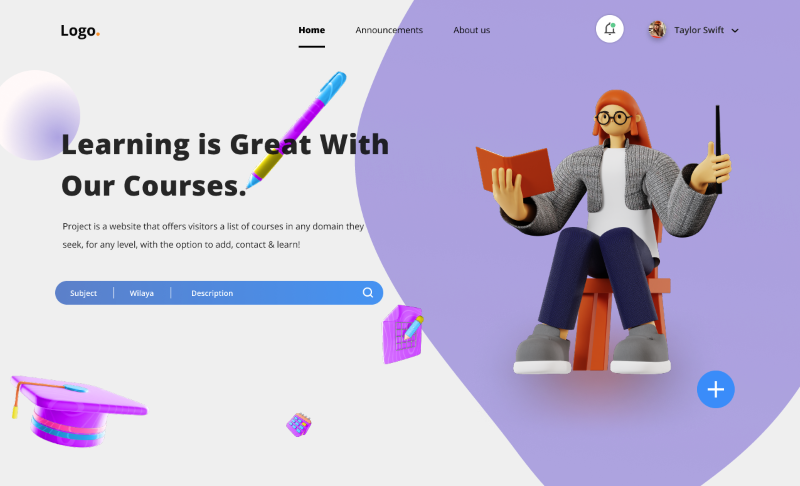 Logo.
Home
Announcements
About us
Taylor Swift
Learning is Great With
Our Courses.
Project is a website that offers visitors a list of courses in any domain they
seek, for any level, with the option to add, contact & learn!
Subject
Wilaya
Description